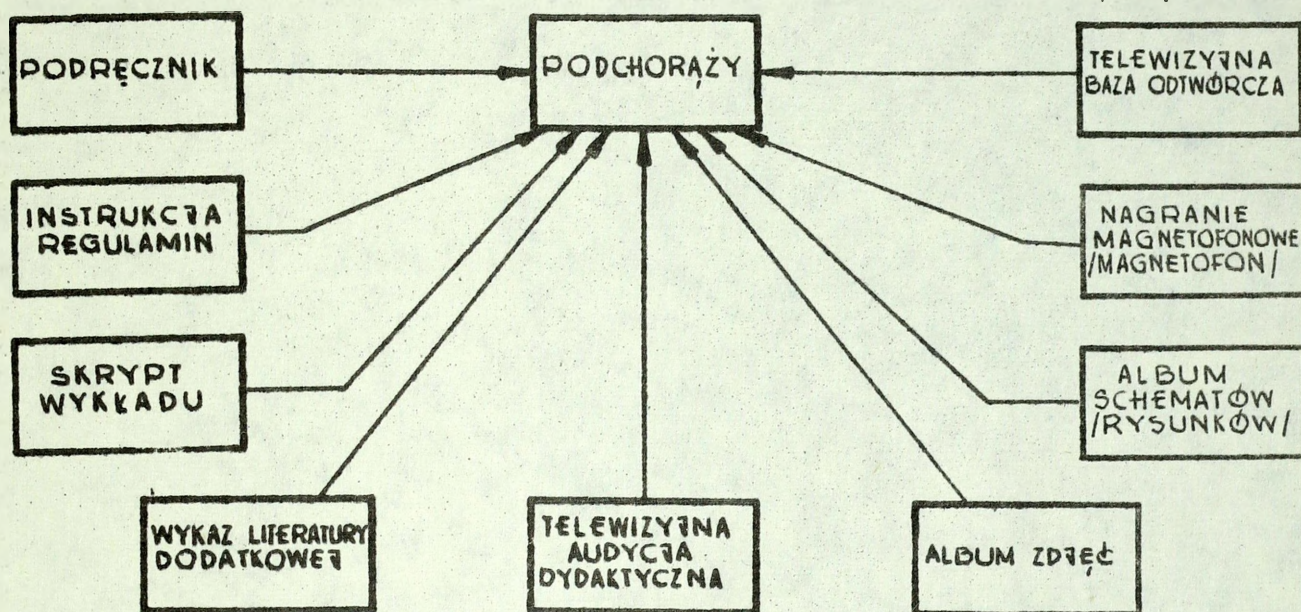 PODRĘCZNIK
PODCHORĄŻY
TELEWIZYJNA
BAZA ODTWÓRCZA
INSTRUKCJA
REGULAMIN
NAGRANIE
MAGNETOFONOWE
/MAGNETOFON/
SKRYPT
WYKŁADU
ALBUM
SCHEMATÓW
/RYSUNKÓW/
WYKAZ LITERATURY
DODATKOWEJ
TELEWIZYJNA
AUDYCJA
DYDAKTYCZNA
ALBUM ZDJĘĆ